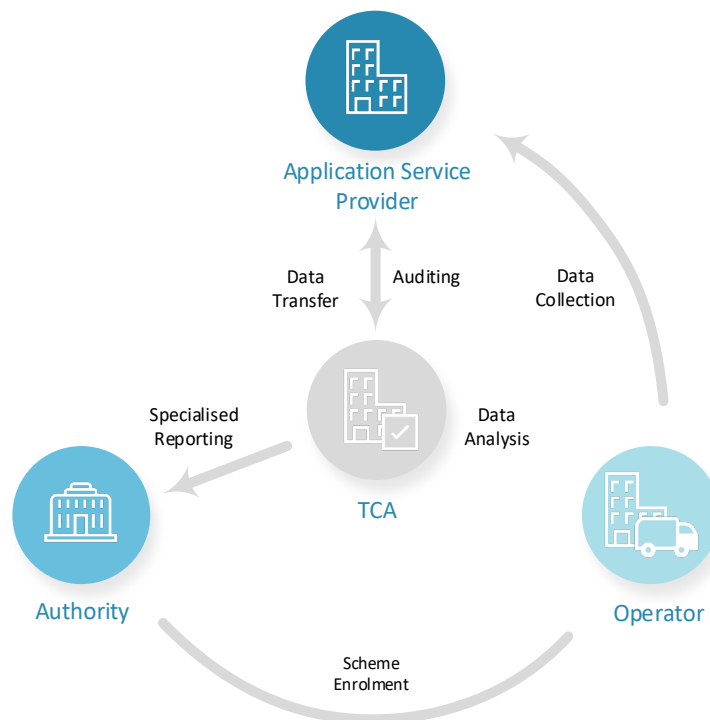 Application Service
Provider
Data
Transfer
Auditing
Data
Collection
Specialised
Reporting
Data
Analysis
TCA
Authority
Operator
Scheme
Enrolment